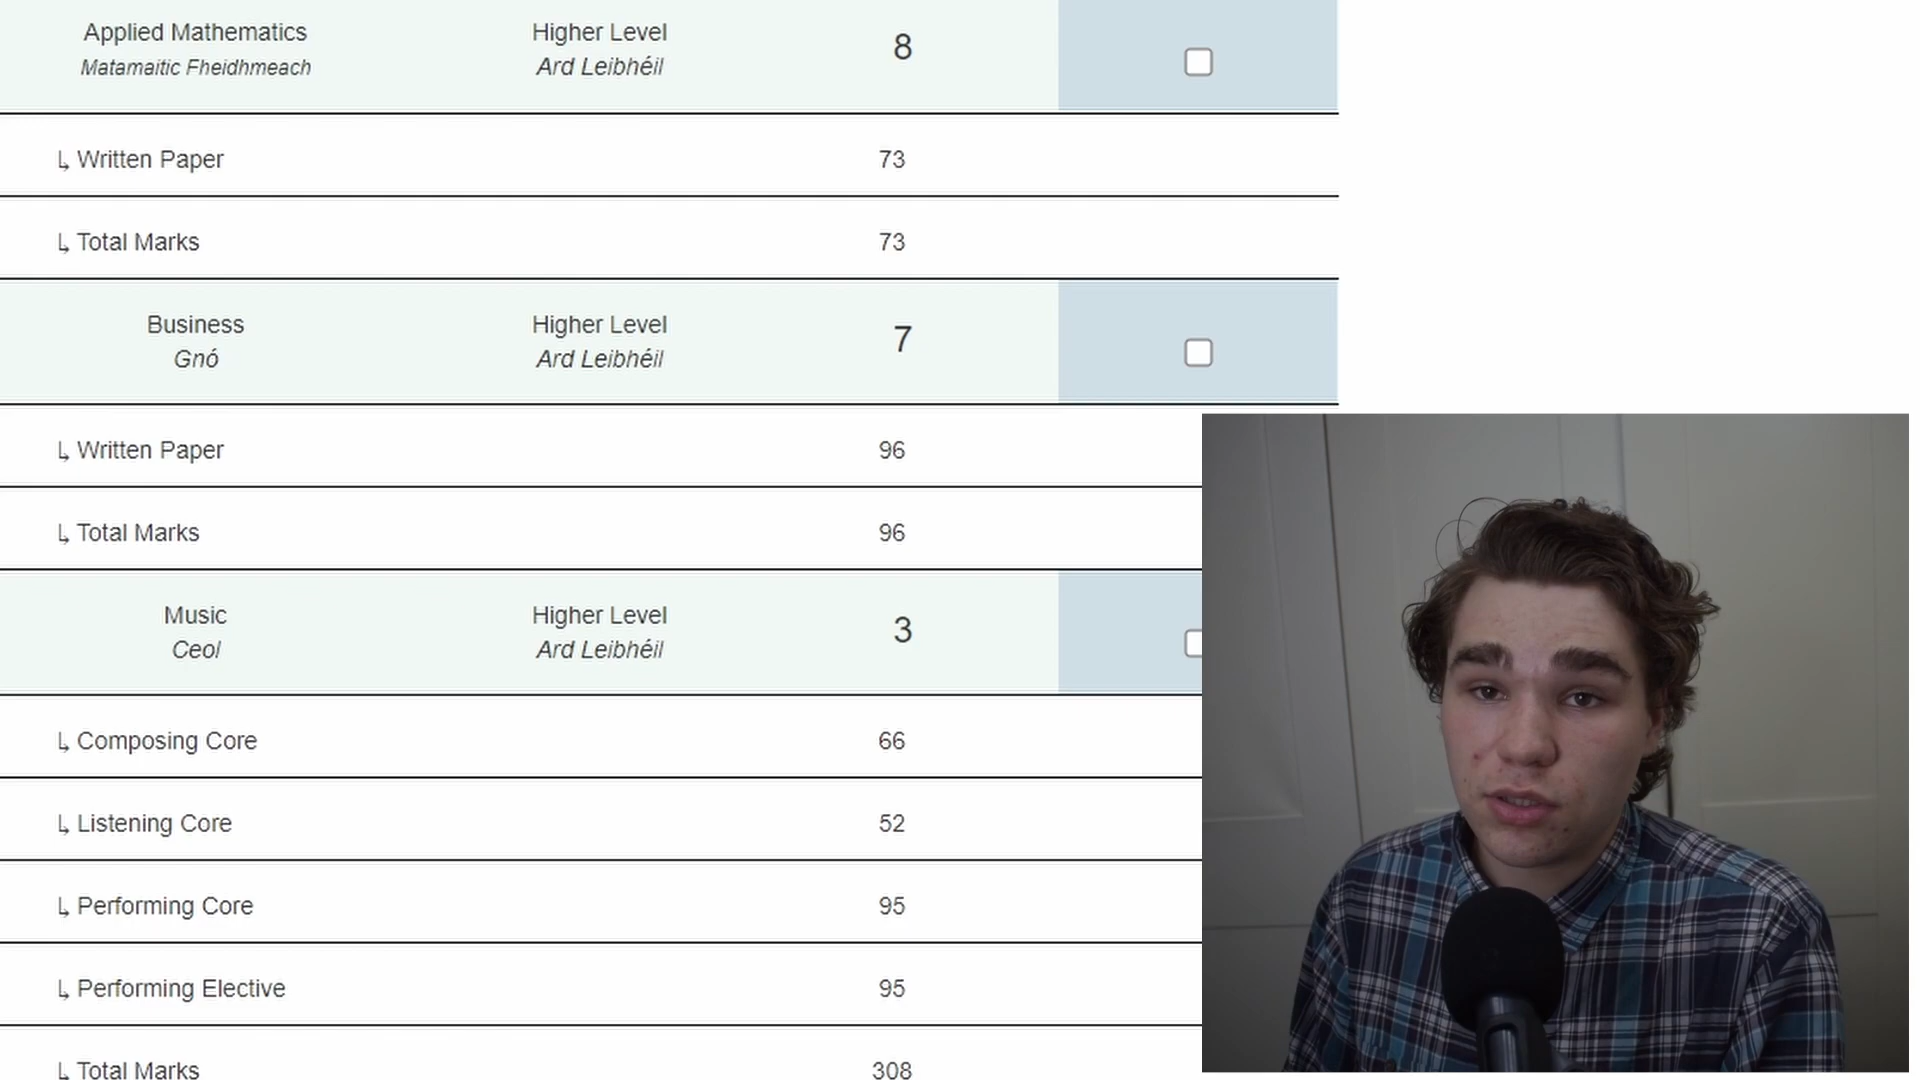 Applied Mathematics Higher Level 8
Matamaitic Fheidhmeach Ard Leibhéil
↳ Written Paper 73
↳ Total Marks 73
Business Higher Level 7
Gnó Ard Leibhéil
↳ Written Paper 96
↳ Total Marks 96
Music Higher Level 3
Ceol Ard Leibhéil
↳ Composing Core 66
↳ Listening Core 52
↳ Performing Core 95
↳ Performing Elective 95
↳ Total Marks 308